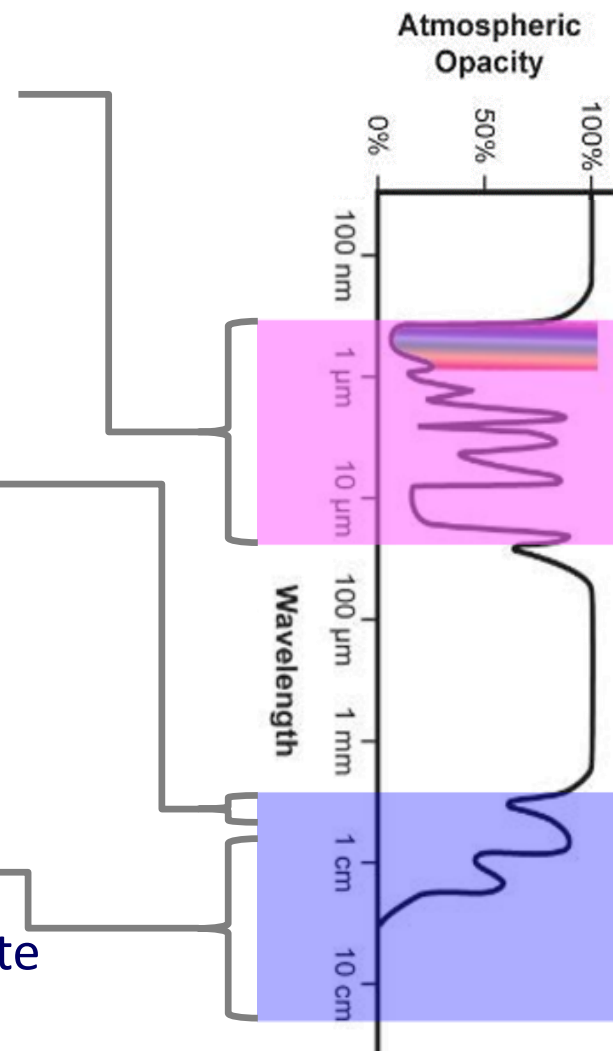 Atmospheric
Opacity
0%
50%
100%
100 nm
1 µm
10 µm
100 µm
1 mm
1 cm
10 cm
Wavelength
te